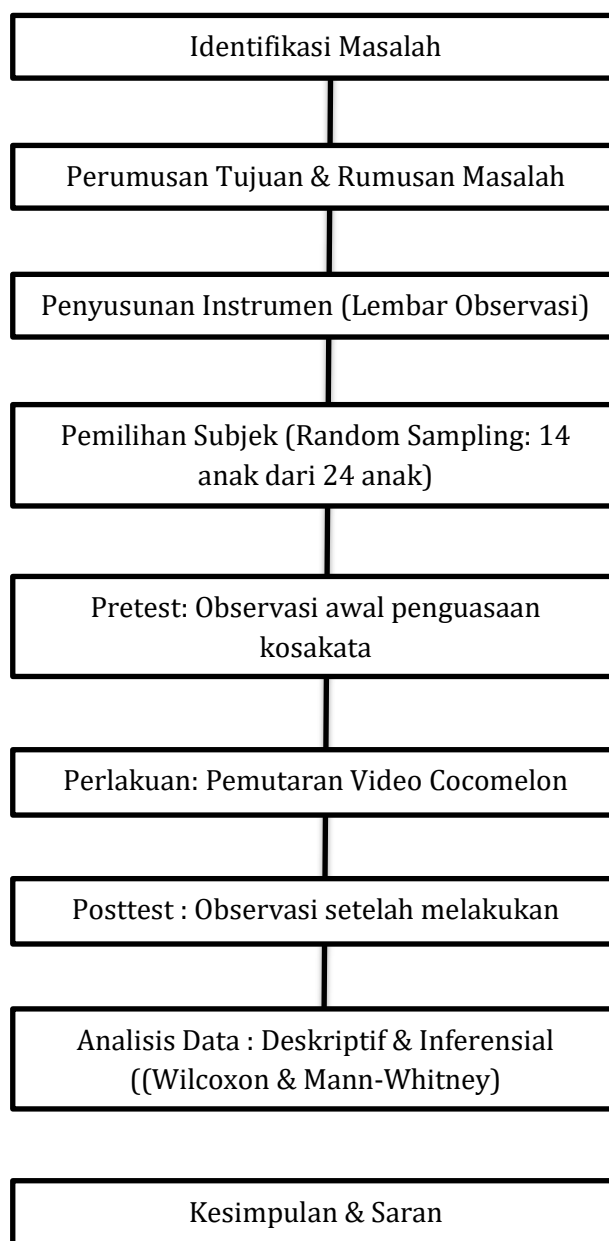 Identifikasi Masalah
Perumusan Tujuan & Rumusan Masalah
Penyusunan Instrumen (Lembar Observasi)
Pemilihan Subjek (Random Sampling: 14
anak dari 24 anak)
Pretest: Observasi awal penguasaan
kosakata
Perlakuan: Pemutaran Video Cocomelon
Posttest : Observasi setelah melakukan
Analisis Data : Deskriptif & Inferensial
((Wilcoxon & Mann-Whitney)
Kesimpulan & Saran